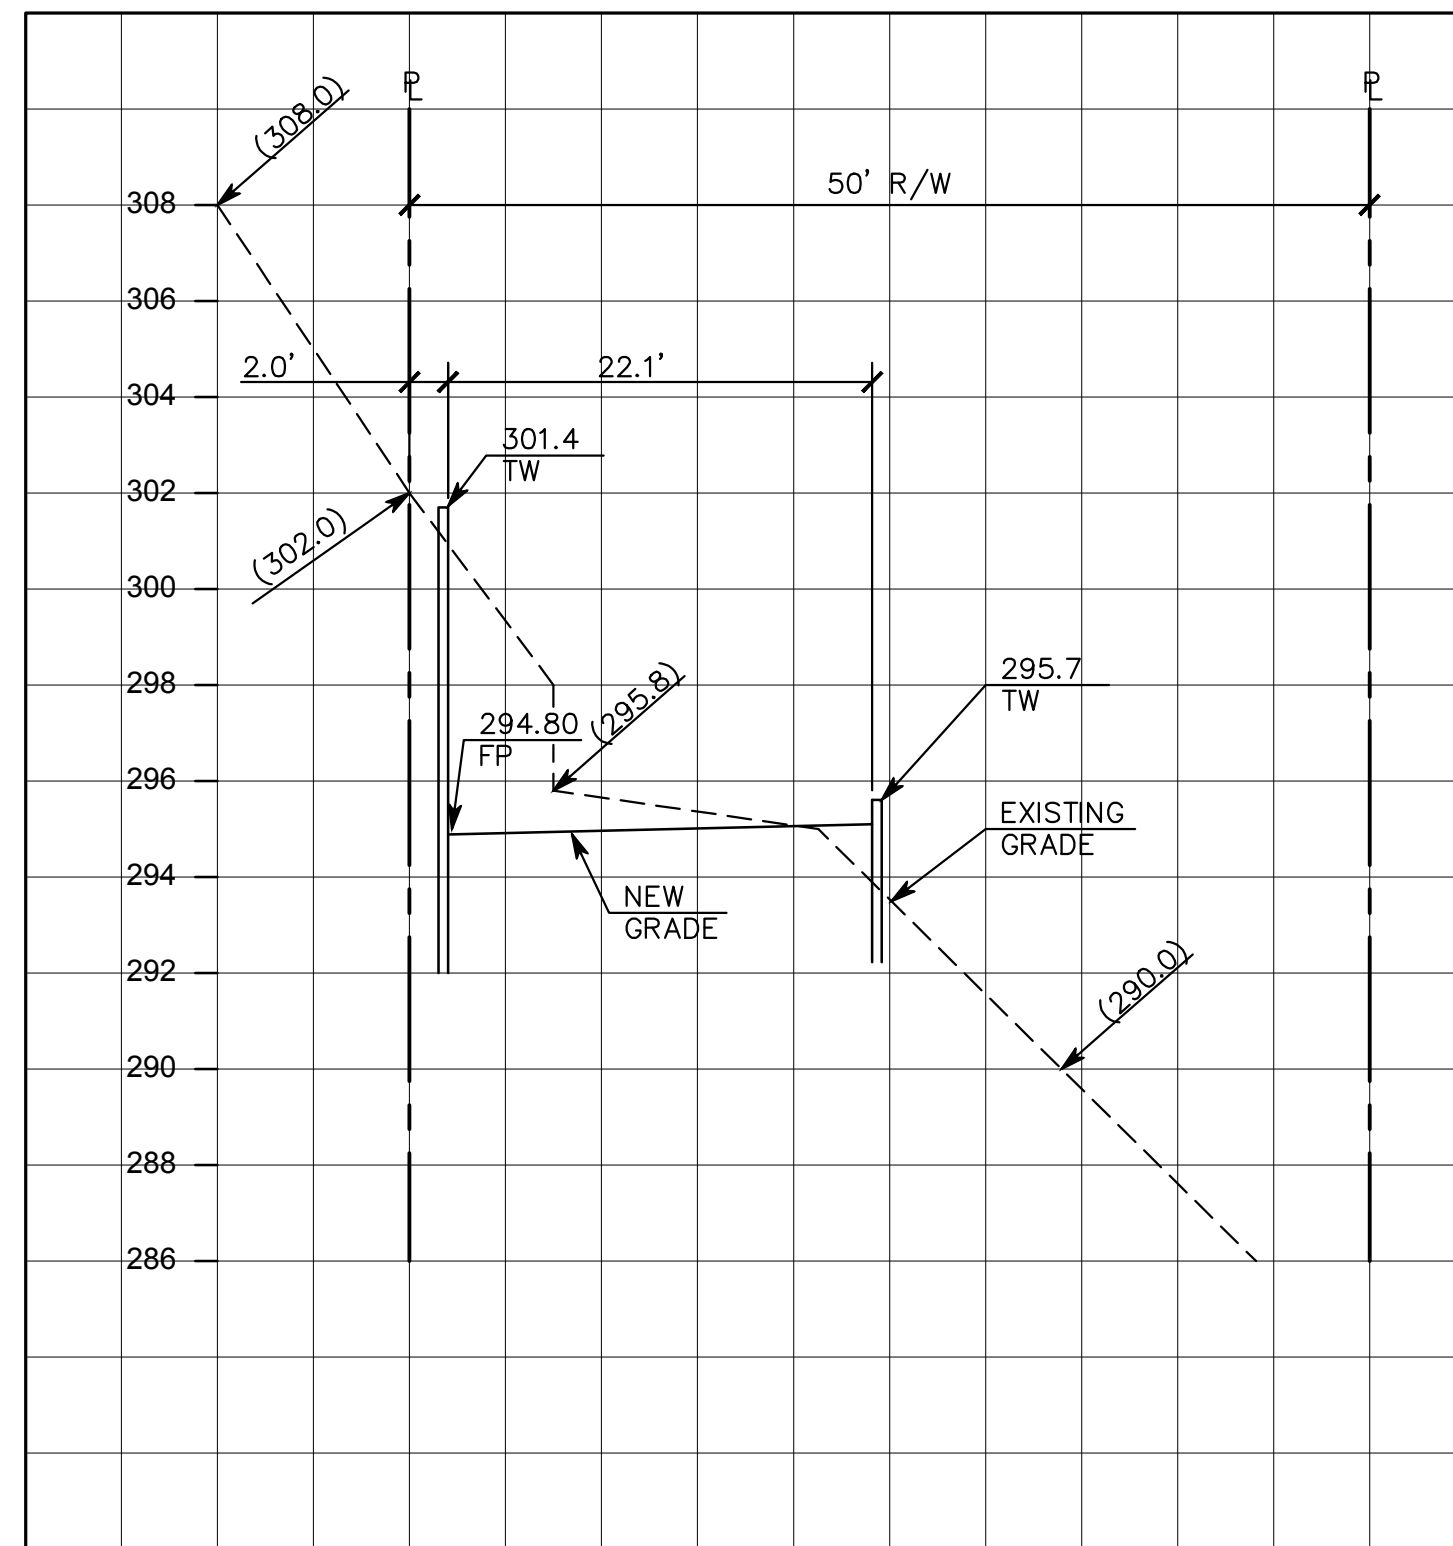 PL
PL
(308.0)
50' R/W
308
306
2.0'
22.1'
304
301.4
TW
302
(302.0)
300
298
295.7
TW
(295.8)
294.80
FP
296
EXISTING
GRADE
294
NEW
GRADE
292
(290.0)
290
288
286